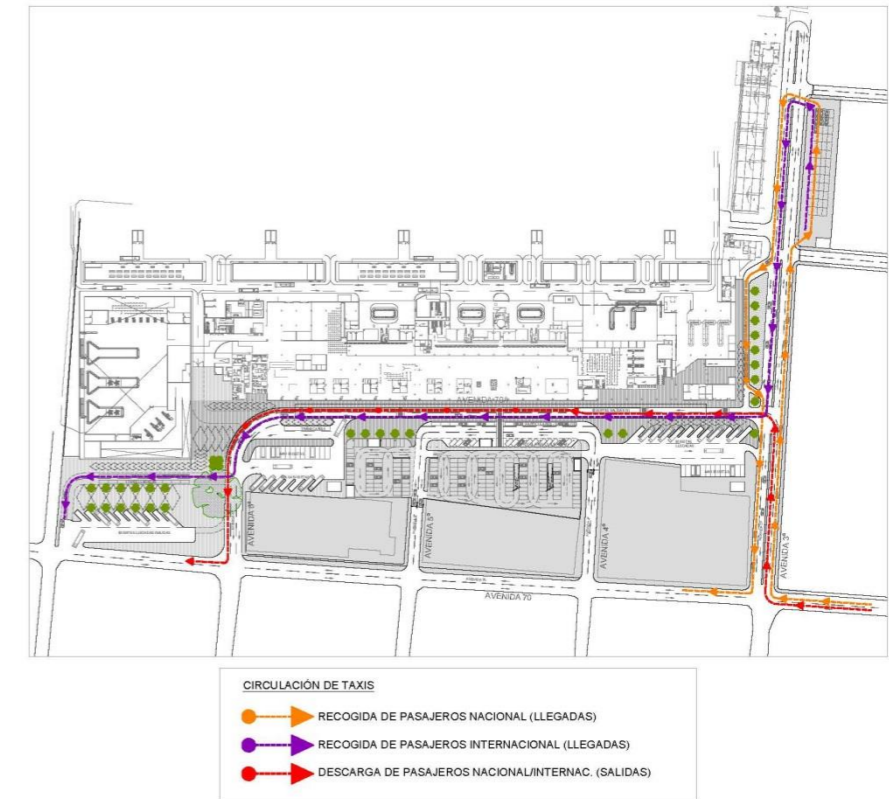 AVENIDA 70A
AVENIDA 6ª
AVENIDA 5ª
AVENIDA 4ª
AVENIDA 3ª
AVENIDA 70
CIRCULACIÓN DE TAXIS
RECOGIDA DE PASAJEROS NACIONAL (LLEGADAS)
RECOGIDA DE PASAJEROS INTERNACIONAL (LLEGADAS)
DESCARGA DE PASAJEROS NACIONAL/INTERNAC. (SALIDAS)